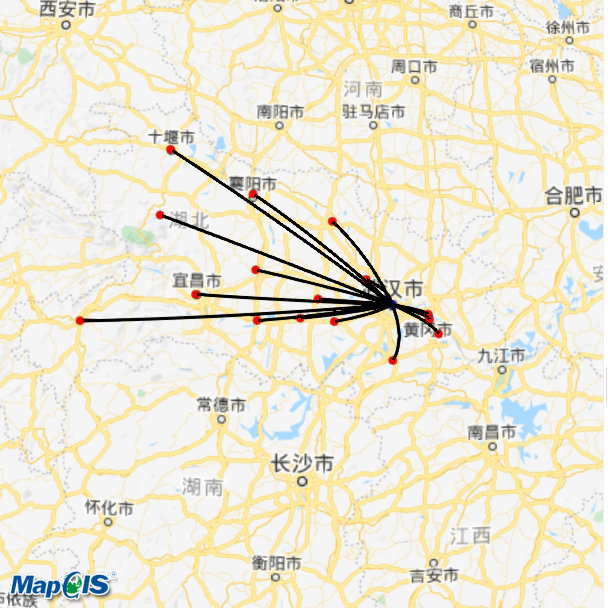 西安市
商丘市
徐州市
周口市
宿州市
河南
南阳市
驻马店市
十堰市
襄阳市
合肥市
湖北
宜昌市
汉市
黄冈市
九江市
常德市
南昌市
长沙市
湖南
怀化市
江西
衡阳市
吉安市
MapGIS®
依族